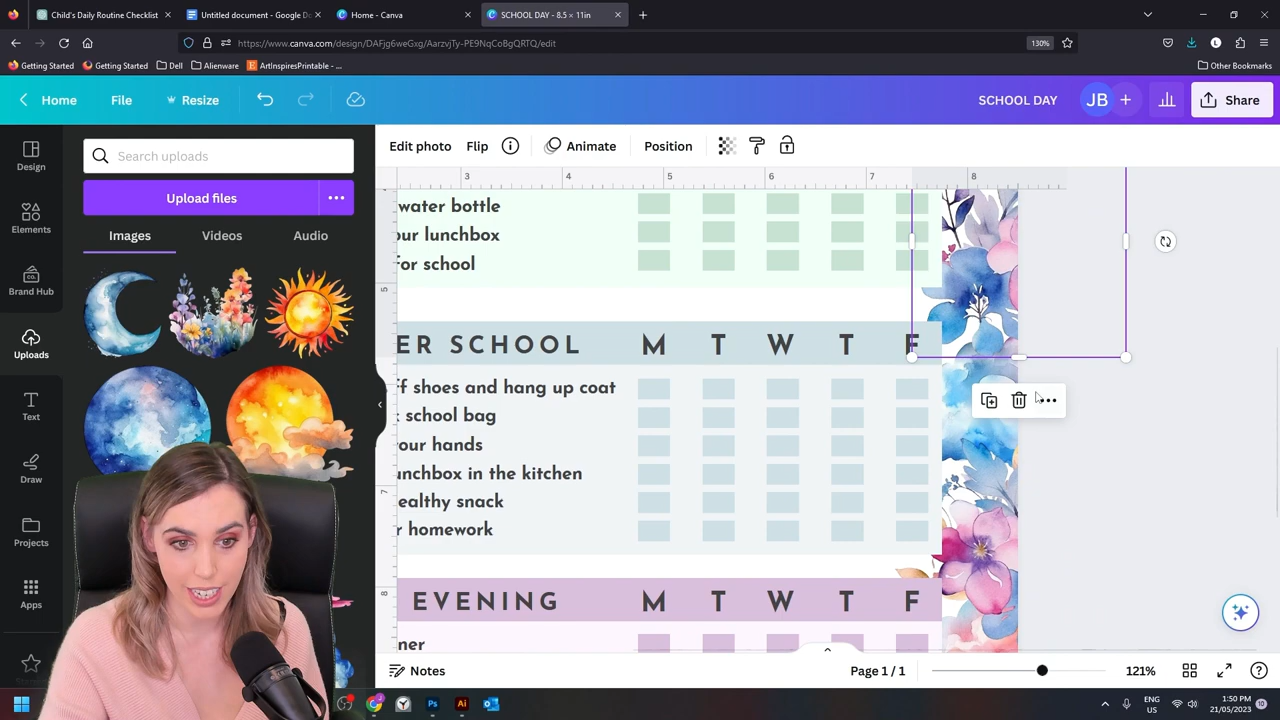 Child's Daily Routine Checklist
Untitled document - Google D
Home - Canva
SCHOOL DAY - 8.5 × 11in
https://www.canva.com/design/DAFjg6weGxg/AarzvjTy-PE9NqCoBgQRTQ/edit
130%
Getting Started
Getting Started
Dell
Alienware
ArtInspiresPrintable - ...
Other Bookmarks
Home
File
Resize
SCHOOL DAY
JB
Share
Design
Elements
Brand Hub
Uploads
Text
Draw
Projects
Apps
Search uploads
Upload files
Images
Videos
Audio
Edit photo
Flip
Animate
Position
3 4 5 6 7 8
5
7
8
water bottle
our lunchbox
for school
ER SCHOOL M T W T F
ff shoes and hang up coat
k school bag
your hands
unchbox in the kitchen
ealthy snack
r homework
EVENING M T W T F
ner
Notes
Page 1 / 1
121%
ENG
US
1:50 PM
21/05/2023